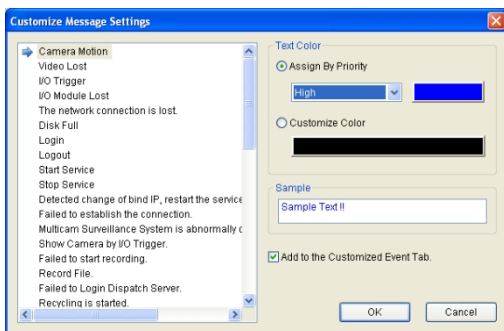 Customize Message Settings
Camera Motion
Video Lost
I/O Trigger
I/O Module Lost
The network connection is lost.
Disk Full
Login
Logout
Start Service
Stop Service
Detected change of bind IP, restart the service
Failed to establish the connection.
Multicam Surveillance System is abnormally
Show Camera by I/O Trigger.
Failed to start recording.
Record File.
Failed to Login Dispatch Server.
Recycling is started.
Text Color
Assign By Priority
High
Customize Color
Sample
Sample Text !!
Add to the Customized Event Tab.
OK
Cancel